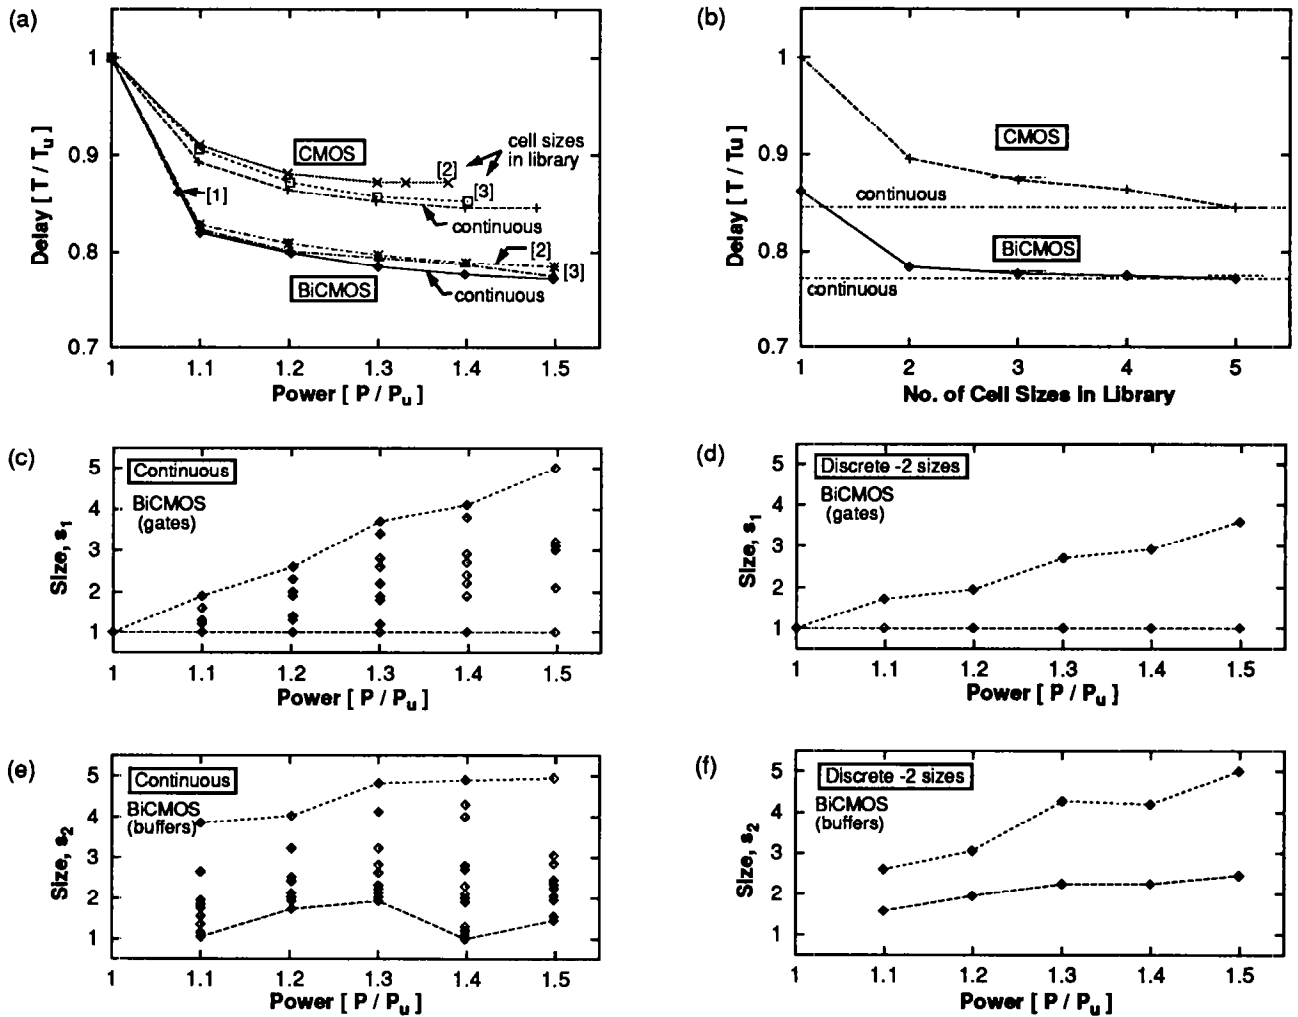 (a)
1
0.9
0.8
0.7
Delay [ T / Tu ]
CMOS
cell sizes
in library
[2]
[3]
continuous
[1]
[2]
[3]
BiCMOS
continuous
1 1.1 1.2 1.3 1.4 1.5
Power [ P / Pu ]
(b)
1
0.9
0.8
0.7
Delay [ T / Tu ]
CMOS
continuous
BiCMOS
continuous
1 2 3 4 5
No. of Cell Sizes in Library
(c)
5
4
3
2
1
Size, s1
Continuous
BiCMOS
(gates)
1 1.1 1.2 1.3 1.4 1.5
Power [ P / Pu ]
(d)
5
4
3
2
1
Size, s1
Discrete -2 sizes
BiCMOS
(gates)
1 1.1 1.2 1.3 1.4 1.5
Power [ P / Pu ]
(e)
5
4
3
2
1
Size, s2
Continuous
BiCMOS
(buffers)
1 1.1 1.2 1.3 1.4 1.5
Power [ P / Pu ]
(f)
5
4
3
2
1
Size, s2
Discrete -2 sizes
BiCMOS
(buffers)
1 1.1 1.2 1.3 1.4 1.5
Power [ P / Pu ]